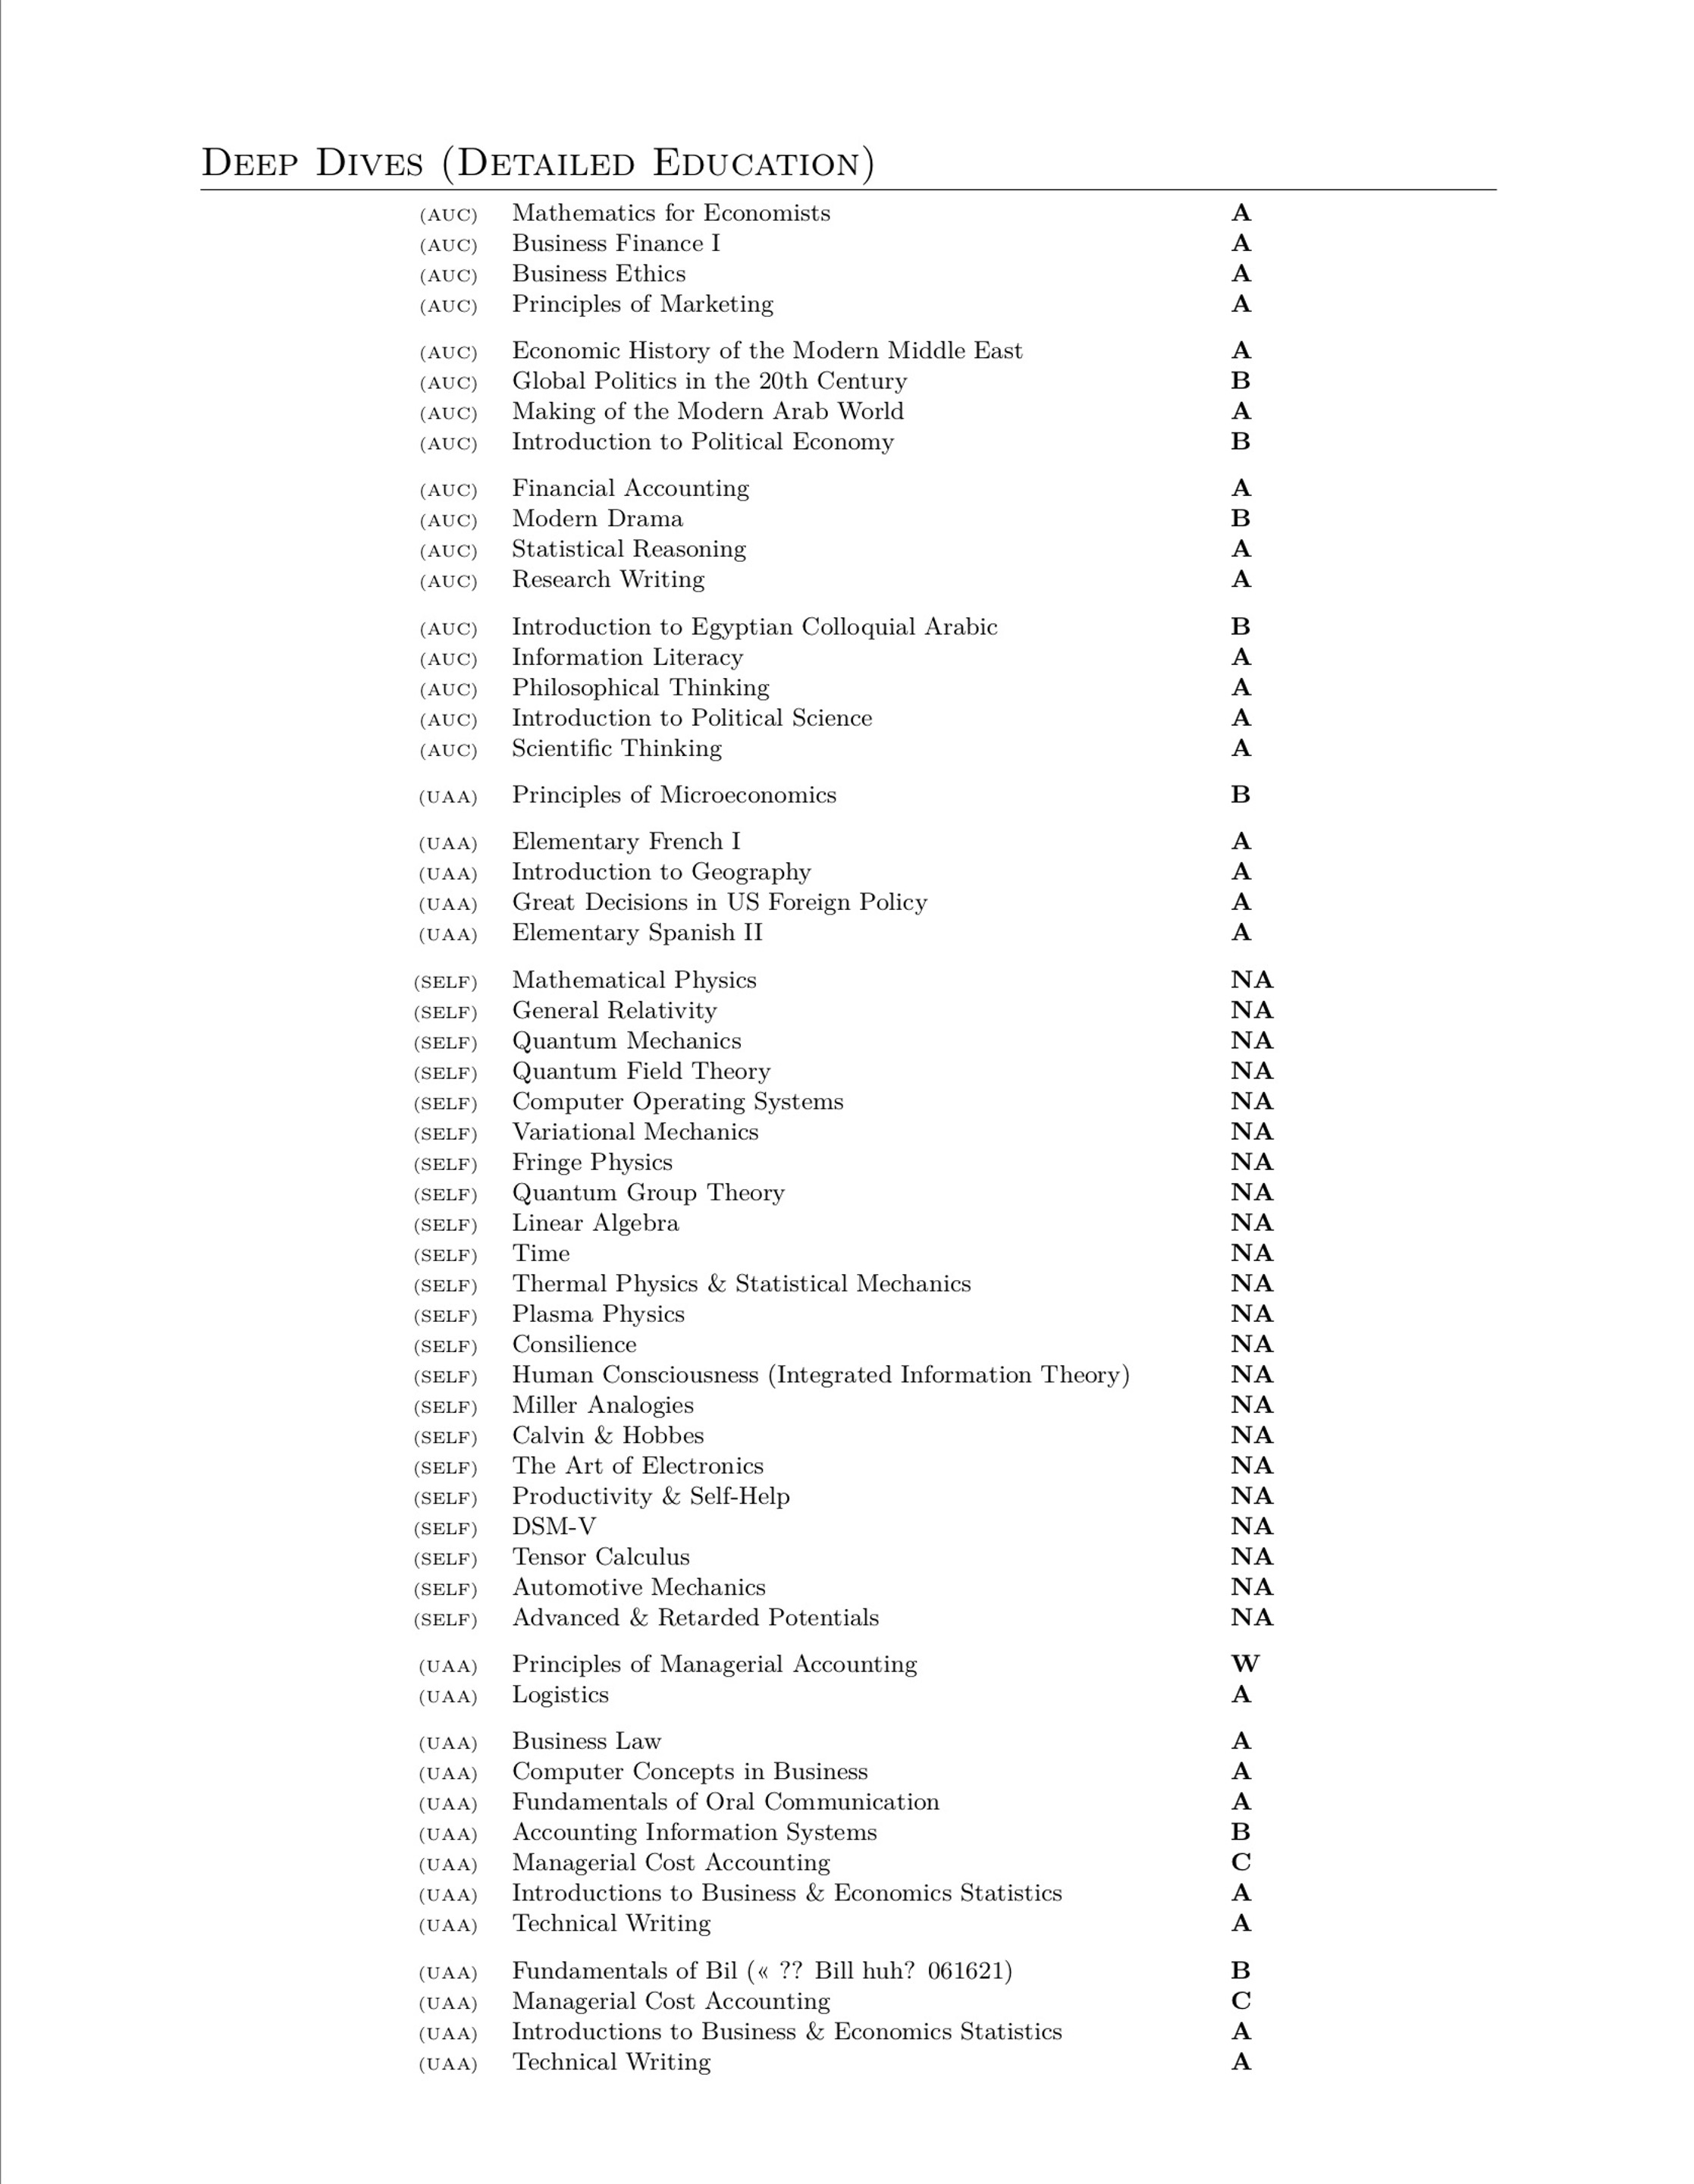 Deep Dives (Detailed Education)
(AUC) Mathematics for Economists A
(AUC) Business Finance I A
(AUC) Business Ethics A
(AUC) Principles of Marketing A
(AUC) Economic History of the Modern Middle East A
(AUC) Global Politics in the 20th Century B
(AUC) Making of the Modern Arab World A
(AUC) Introduction to Political Economy B
(AUC) Financial Accounting A
(AUC) Modern Drama B
(AUC) Statistical Reasoning A
(AUC) Research Writing A
(AUC) Introduction to Egyptian Colloquial Arabic B
(AUC) Information Literacy A
(AUC) Philosophical Thinking A
(AUC) Introduction to Political Science A
(AUC) Scientific Thinking A
(UAA) Principles of Microeconomics B
(UAA) Elementary French I A
(UAA) Introduction to Geography A
(UAA) Great Decisions in US Foreign Policy A
(UAA) Elementary Spanish II A
(SELF) Mathematical Physics NA
(SELF) General Relativity NA
(SELF) Quantum Mechanics NA
(SELF) Quantum Field Theory NA
(SELF) Computer Operating Systems NA
(SELF) Variational Mechanics NA
(SELF) Fringe Physics NA
(SELF) Quantum Group Theory NA
(SELF) Linear Algebra NA
(SELF) Time NA
(SELF) Thermal Physics & Statistical Mechanics NA
(SELF) Plasma Physics NA
(SELF) Consilience NA
(SELF) Human Consciousness (Integrated Information Theory) NA
(SELF) Miller Analogies NA
(SELF) Calvin & Hobbes NA
(SELF) The Art of Electronics NA
(SELF) Productivity & Self-Help NA
(SELF) DSM-V NA
(SELF) Tensor Calculus NA
(SELF) Automotive Mechanics NA
(SELF) Advanced & Retarded Potentials NA
(UAA) Principles of Managerial Accounting W
(UAA) Logistics A
(UAA) Business Law A
(UAA) Computer Concepts in Business A
(UAA) Fundamentals of Oral Communication A
(UAA) Accounting Information Systems B
(UAA) Managerial Cost Accounting C
(UAA) Introductions to Business & Economics Statistics A
(UAA) Technical Writing A
(UAA) Fundamentals of Bil (« ?? Bill huh? 061621) B
(UAA) Managerial Cost Accounting C
(UAA) Introductions to Business & Economics Statistics A
(UAA) Technical Writing A